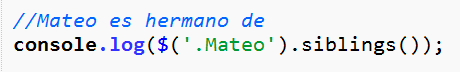 //Mateo es hermano de
console.log($('.Mateo').siblings());